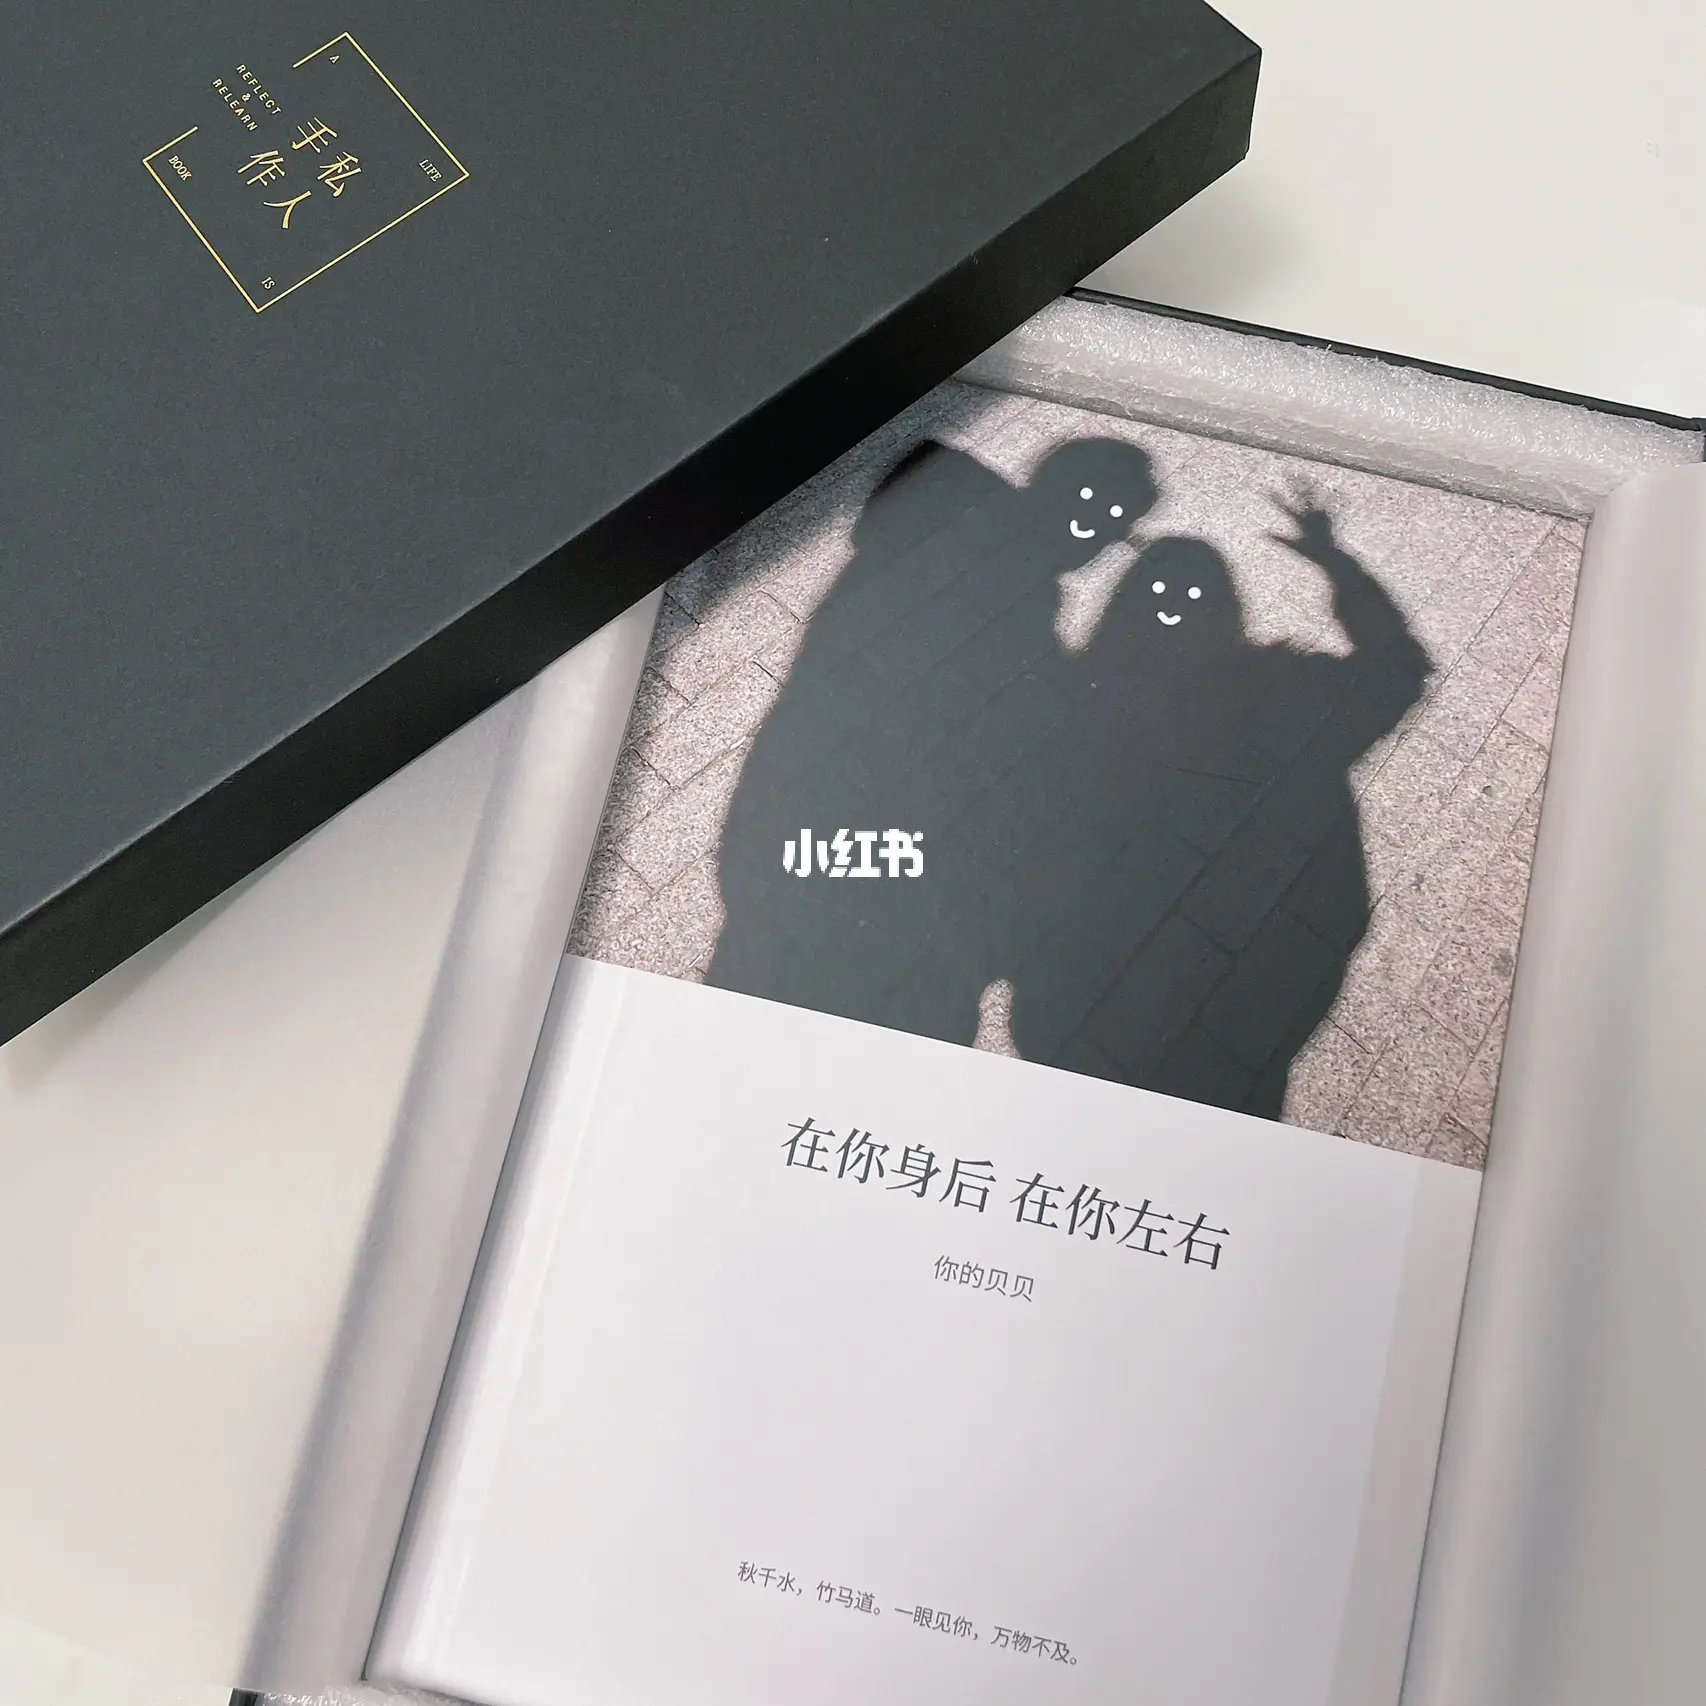 A
LIFE
IS
BOOK
REFLECT
&
RELEARN
私人
手作
小红书
在你身后 在你左右
你的贝贝
秋千水，竹马道。一眼见你，万物不及。